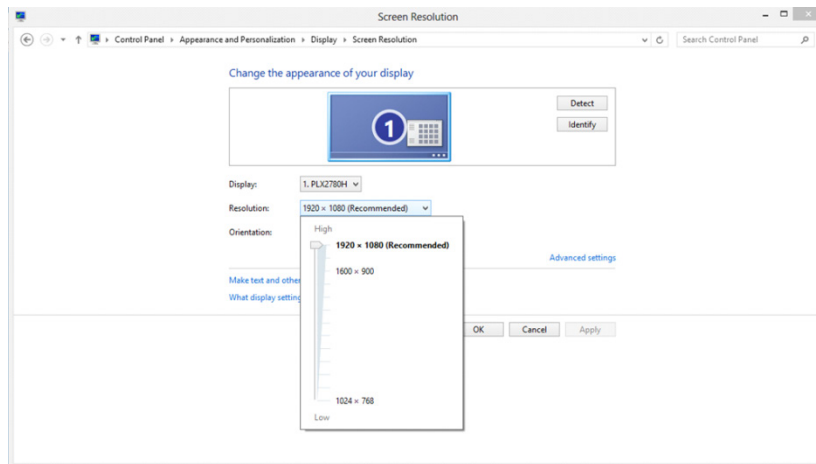 Screen Resolution
Control Panel Appearance and Personalization Display Screen Resolution
Search Control Panel
Change the appearance of your display
1
Detect
Identify
Display: 1. PLX2780H
Resolution: 1920 × 1080 (Recommended)
Orientation:
High
1920 × 1080 (Recommended)
1600 × 900
Advanced settings
Make text and other
What display setting
OK Cancel Apply
1024 × 768
Low